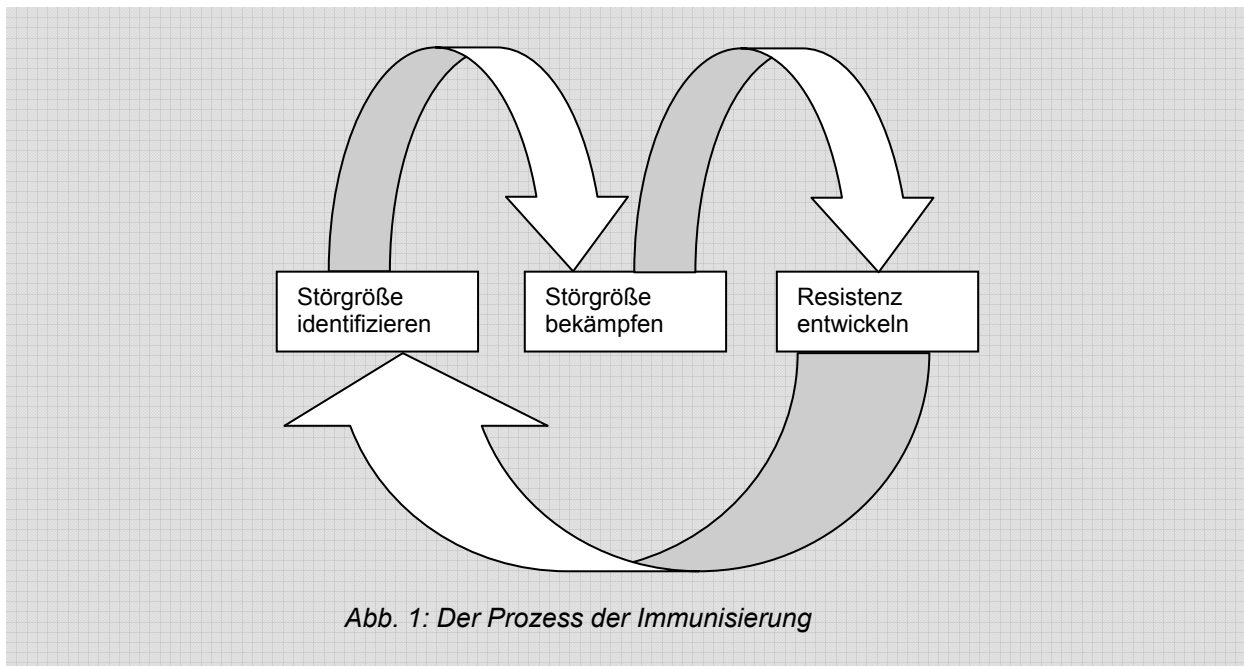 Störgröße
identifizieren
Störgröße
bekämpfen
Resistenz
entwickeln
Abb. 1: Der Prozess der Immunisierung